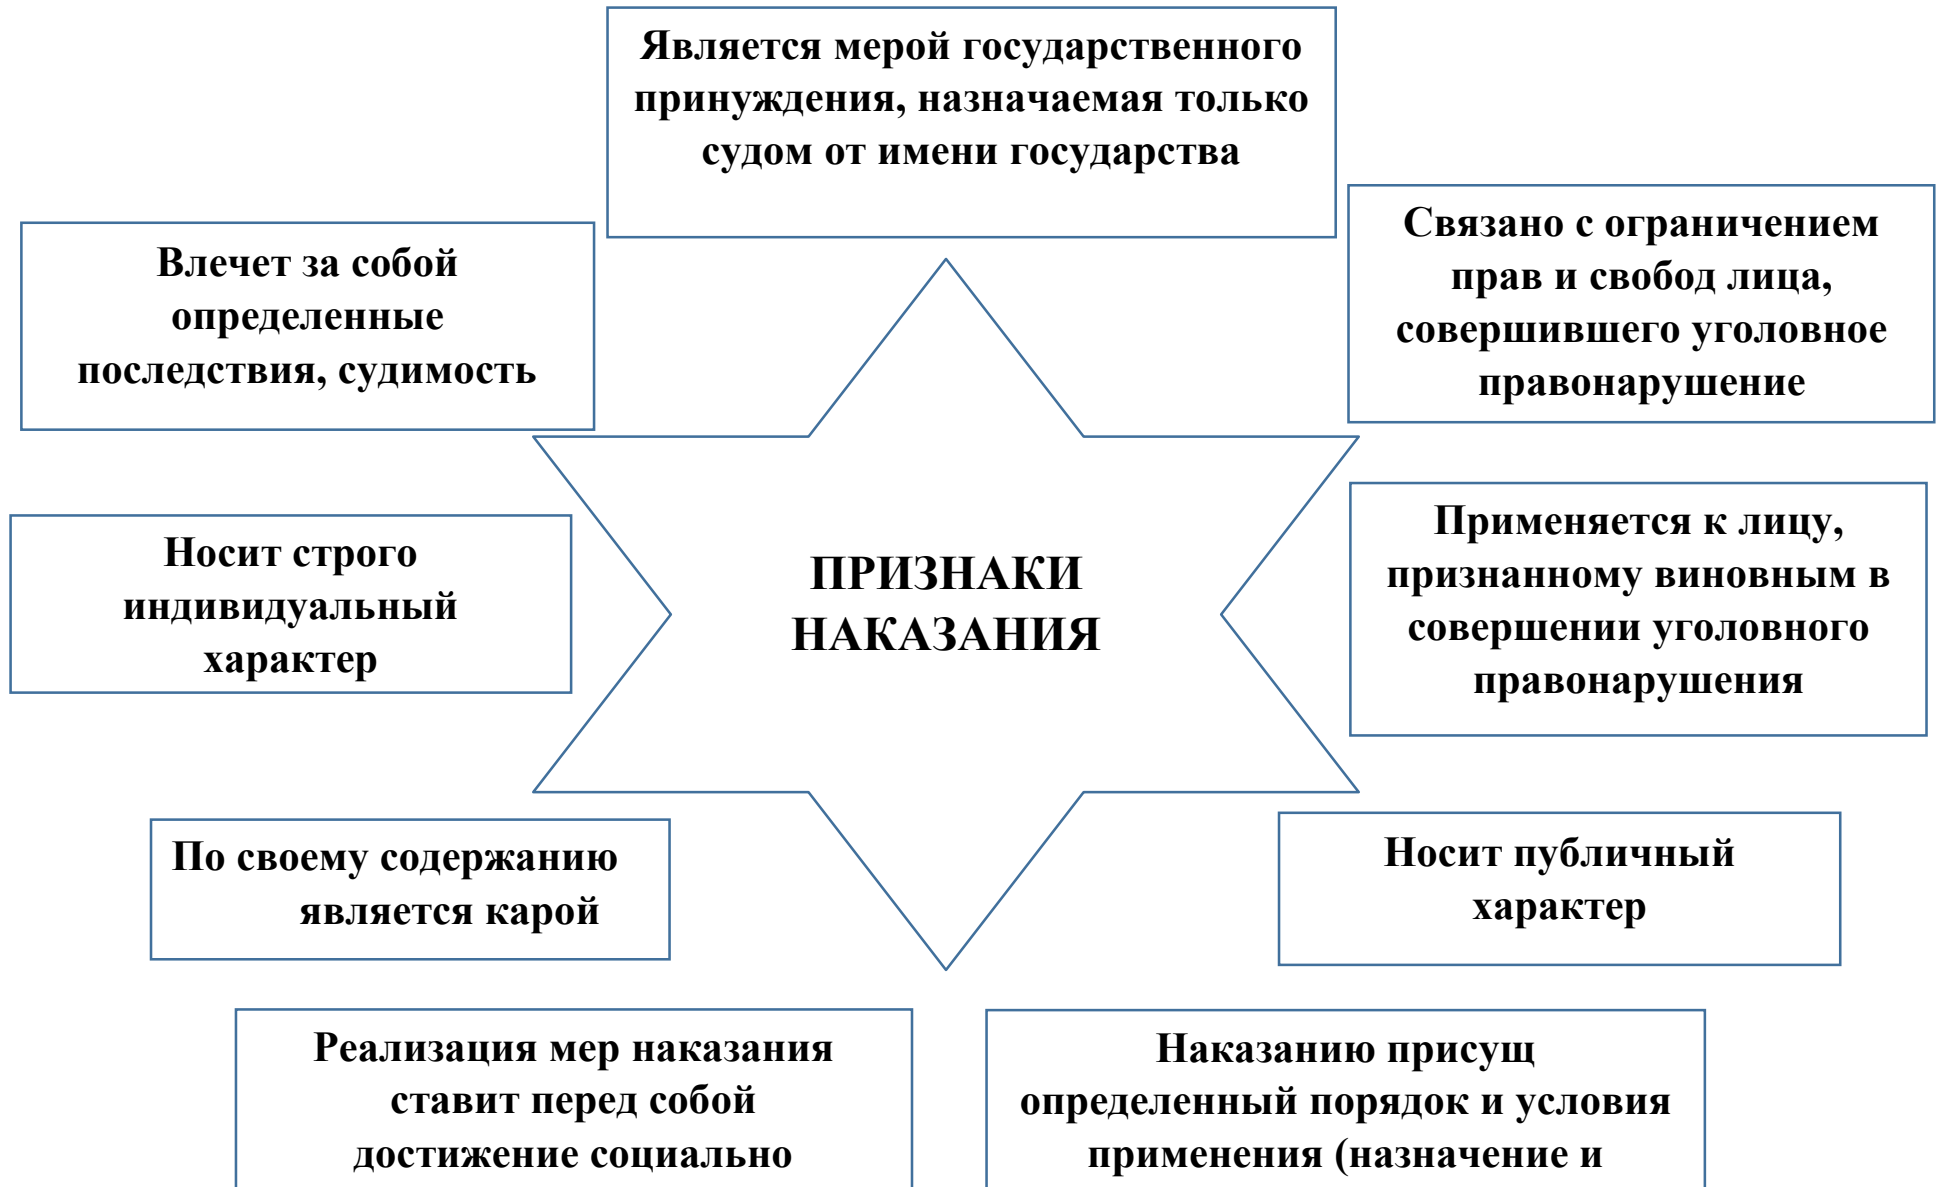 Является мерой государственного
принуждения, назначаемая только
судом от имени государства
Влечет за собой
определенные
последствия, судимость
Связано с ограничением
прав и свобод лица,
совершившего уголовное
правонарушение
Носит строго
индивидуальный
характер
ПРИЗНАКИ
НАКАЗАНИЯ
Применяется к лицу,
признанному виновным в
совершении уголовного
правонарушения
По своему содержанию
является карой
Носит публичный
характер
Реализация мер наказания
ставит перед собой
достижение социально
Наказанию присущ
определенный порядок и условия
применения (назначение и